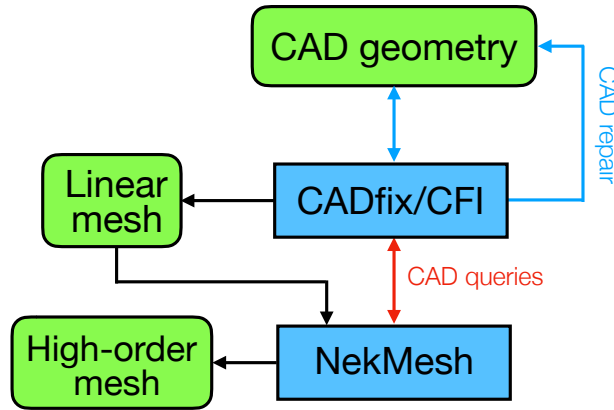 CAD geometry
CAD repair
Linear
mesh
CADfix/CFI
CAD queries
High-order
mesh
NekMesh